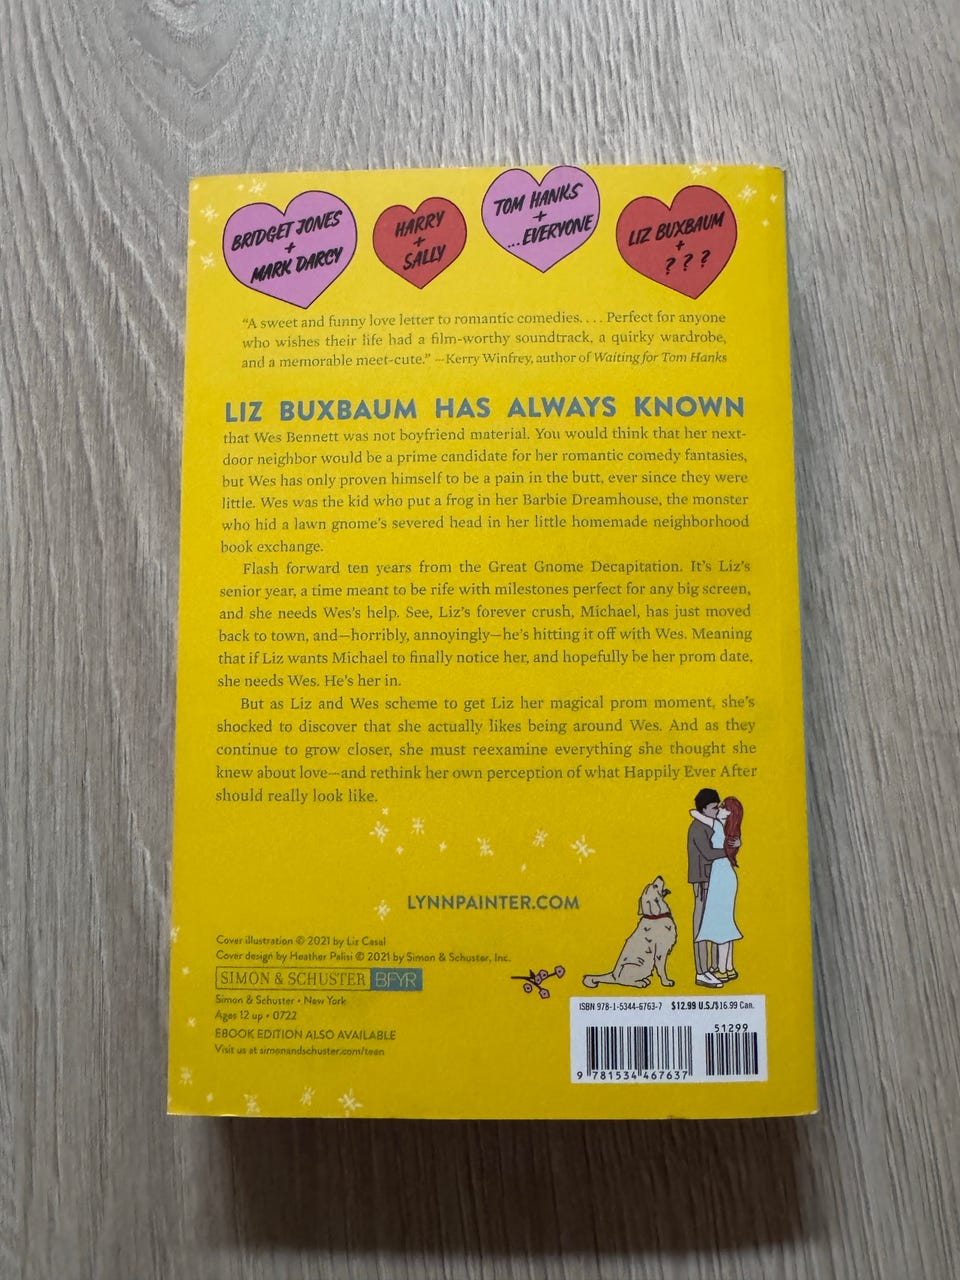 BRIDGET JONES
+
MARK DARCY
HARRY
+
SALLY
TOM HANKS
+
...EVERYONE
LIZ BUXBAUM
+
? ? ?
“A sweet and funny love letter to romantic comedies. . . . Perfect for anyone
who wishes their life had a film-worthy soundtrack, a quirky wardrobe,
and a memorable meet-cute.” —Kerry Winfrey, author of Waiting for Tom Hanks
LIZ BUXBAUM HAS ALWAYS KNOWN
that Wes Bennett was not boyfriend material. You would think that her next-
door neighbor would be a prime candidate for her romantic comedy fantasies,
but Wes has only proven himself to be a pain in the butt, ever since they were
little. Wes was the kid who put a frog in her Barbie Dreamhouse, the monster
who hid a lawn gnome’s severed head in her little homemade neighborhood
book exchange.
Flash forward ten years from the Great Gnome Decapitation. It’s Liz’s
senior year, a time meant to be rife with milestones perfect for any big screen,
and she needs Wes’s help. See, Liz’s forever crush, Michael, has just moved
back to town, and—horribly, annoyingly—he’s hitting it off with Wes. Meaning
that if Liz wants Michael to finally notice her, and hopefully be her prom date,
she needs Wes. He’s her in.
But as Liz and Wes scheme to get Liz her magical prom moment, she’s
shocked to discover that she actually likes being around Wes. And as they
continue to grow closer, she must reexamine everything she thought she
knew about love—and rethink her own perception of what Happily Ever After
should really look like.
LYNNPAINTER.COM
Cover illustration © 2021 by Liz Casal
Cover design by Heather Palisi © 2021 by Simon & Schuster, Inc.
SIMON & SCHUSTER BFYR
Simon & Schuster • New York
Ages 12 up • 0722
EBOOK EDITION ALSO AVAILABLE
Visit us at simonandschuster.com/teen
ISBN 978-1-5344-6763-7 $12.99 U.S./$16.99 Can.
51299
9 781534 467637